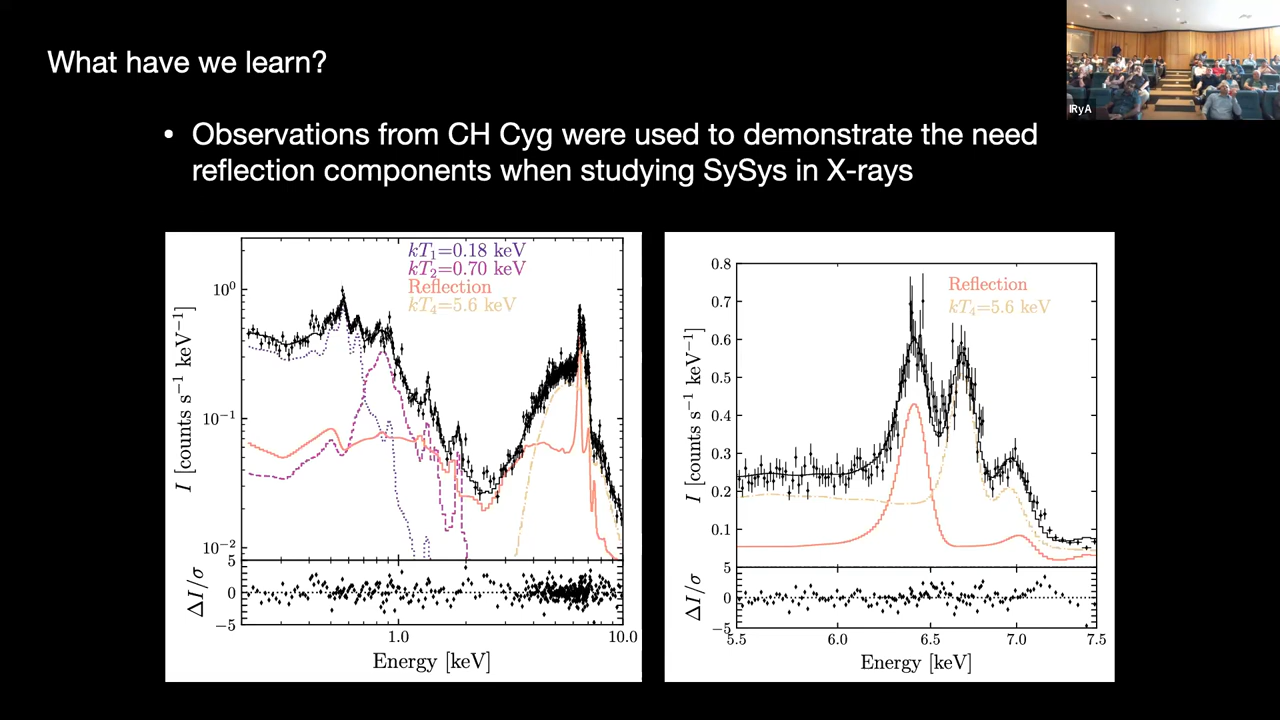 What have we learn?
IRyA
• Observations from CH Cyg were used to demonstrate the need
reflection components when studying SySys in X-rays
kT₁=0.18 keV
kT₂=0.70 keV
Reflection
kT₄=5.6 keV
10⁰
10⁻¹
10⁻²
I [counts s⁻¹ keV⁻¹]
5
0
−5
ΔI/σ
1.0
10.0
Energy [keV]
Reflection
kT₄=5.6 keV
0.8
0.7
0.6
0.5
0.4
0.3
0.2
0.1
I [counts s⁻¹ keV⁻¹]
5
0
−5
ΔI/σ
5.5
6.0
6.5
7.0
7.5
Energy [keV]